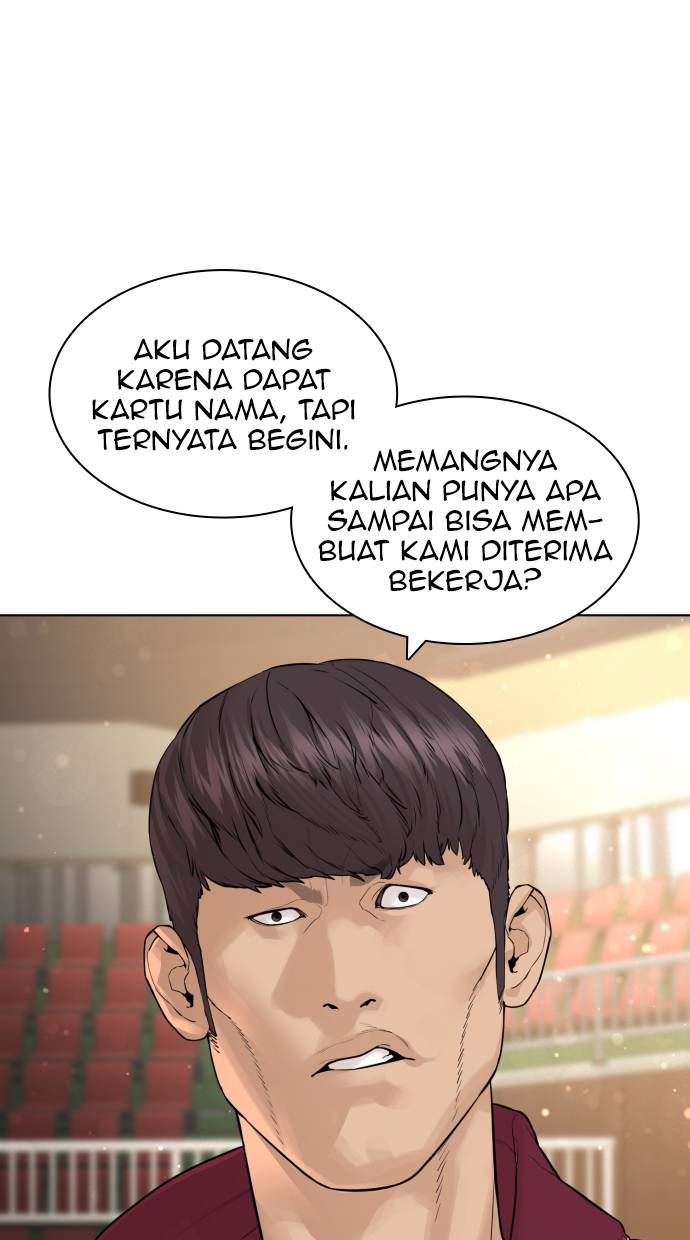 AKU DATANG
KARENA DAPAT
KARTU NAMA, TAPI
TERNYATA BEGINI.
MEMANGNYA
KALIAN PUNYA APA
SAMPAI BISA MEM-
BUAT KAMI DITERIMA
BEKERJA?